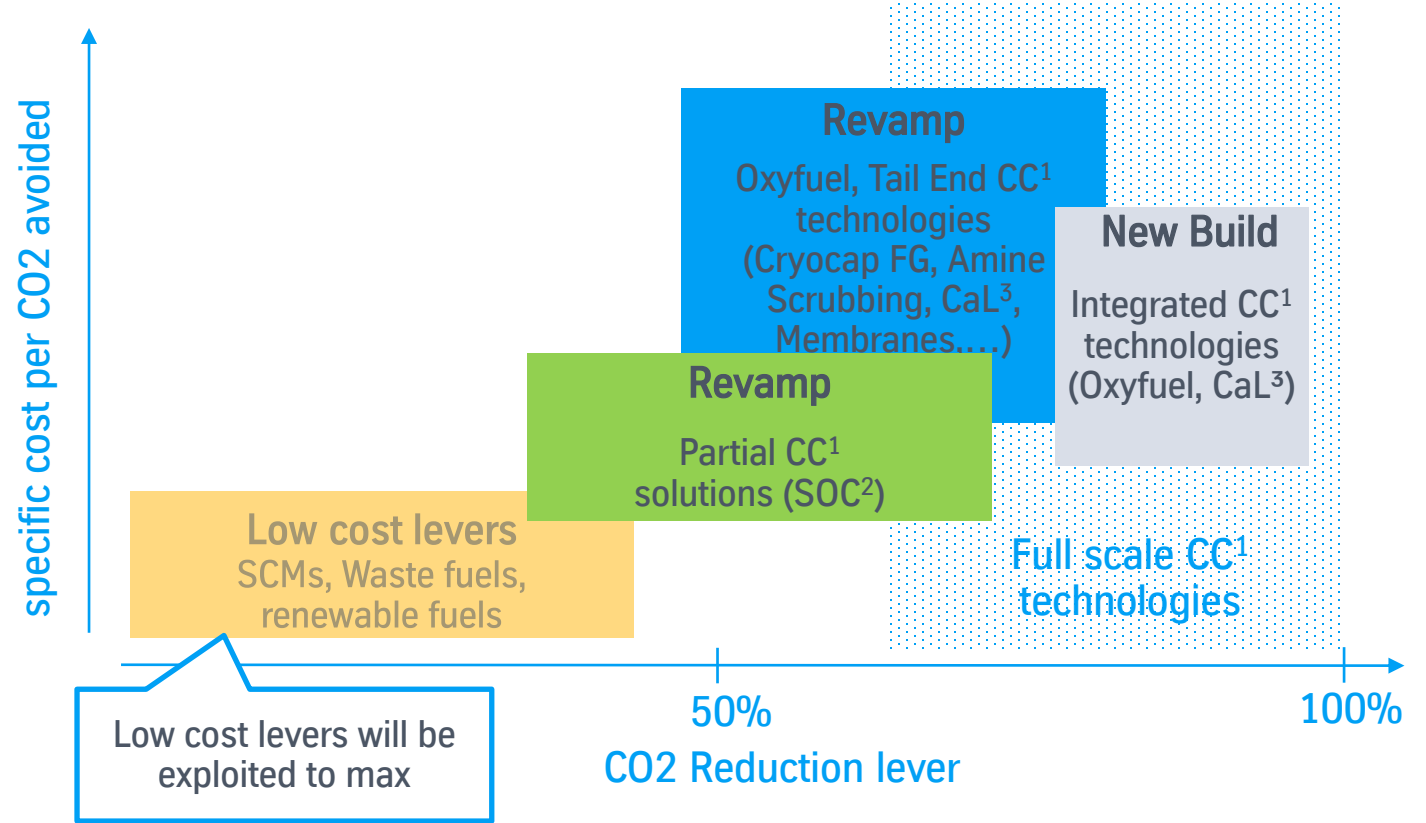 specific cost per CO2 avoided
Revamp
Oxyfuel, Tail End CC¹
technologies
(Cryocap FG, Amine
Scrubbing, CaL³,
Membranes,…)
New Build
Integrated CC¹
technologies
(Oxyfuel, CaL³)
Revamp
Partial CC¹
solutions (SOC²)
Low cost levers
SCMs, Waste fuels,
renewable fuels
Full scale CC¹
technologies
50%
100%
Low cost levers will be
exploited to max
CO2 Reduction lever